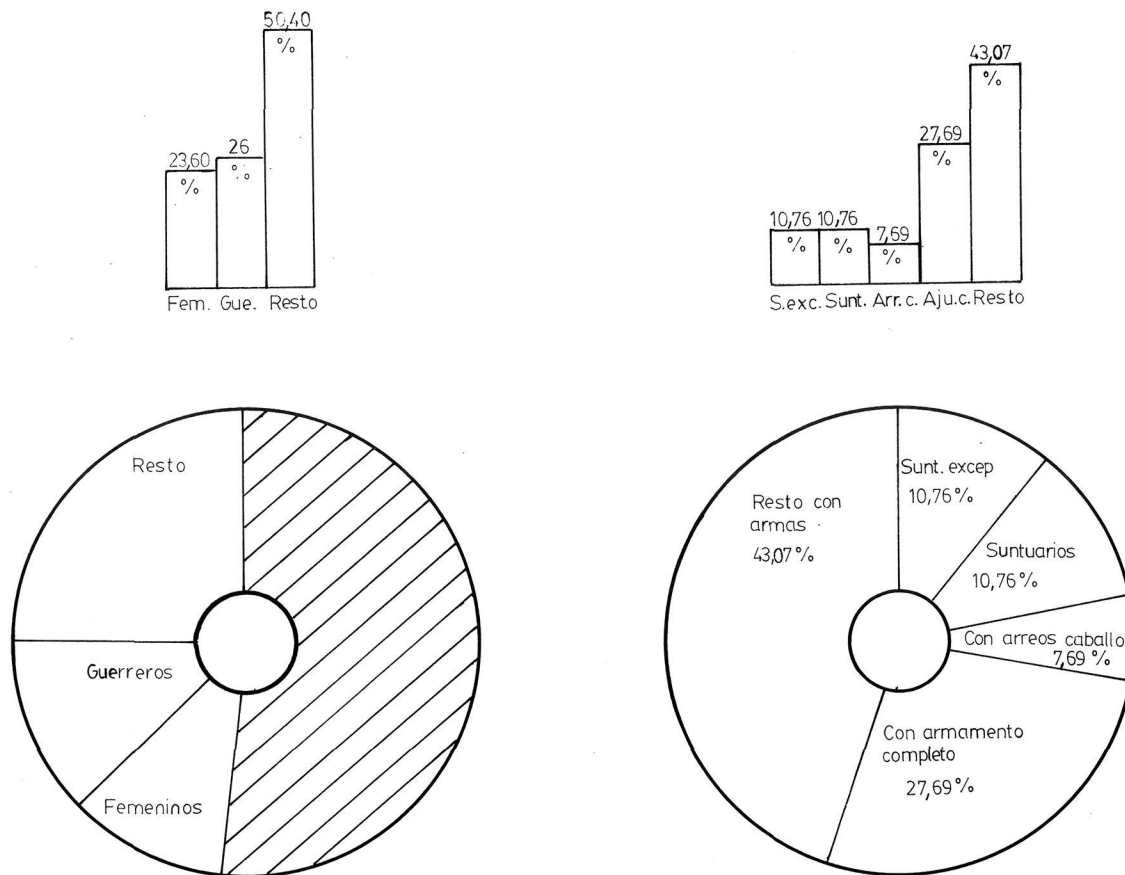 50,40
%
26
%
23,60
%
Fem. Gue. Resto
43,07
%
27,69
%
10,76 10,76
% %
7,69
%
S.exc. Sunt. Arr. c. Aju.c. Resto
Resto
Guerreros
Femeninos
Sunt. excep
10,76 %
Resto con
armas
43,07 %
Suntuarios
10,76 %
Con arreos caballo
7,69 %
Con armamento
completo
27,69 %